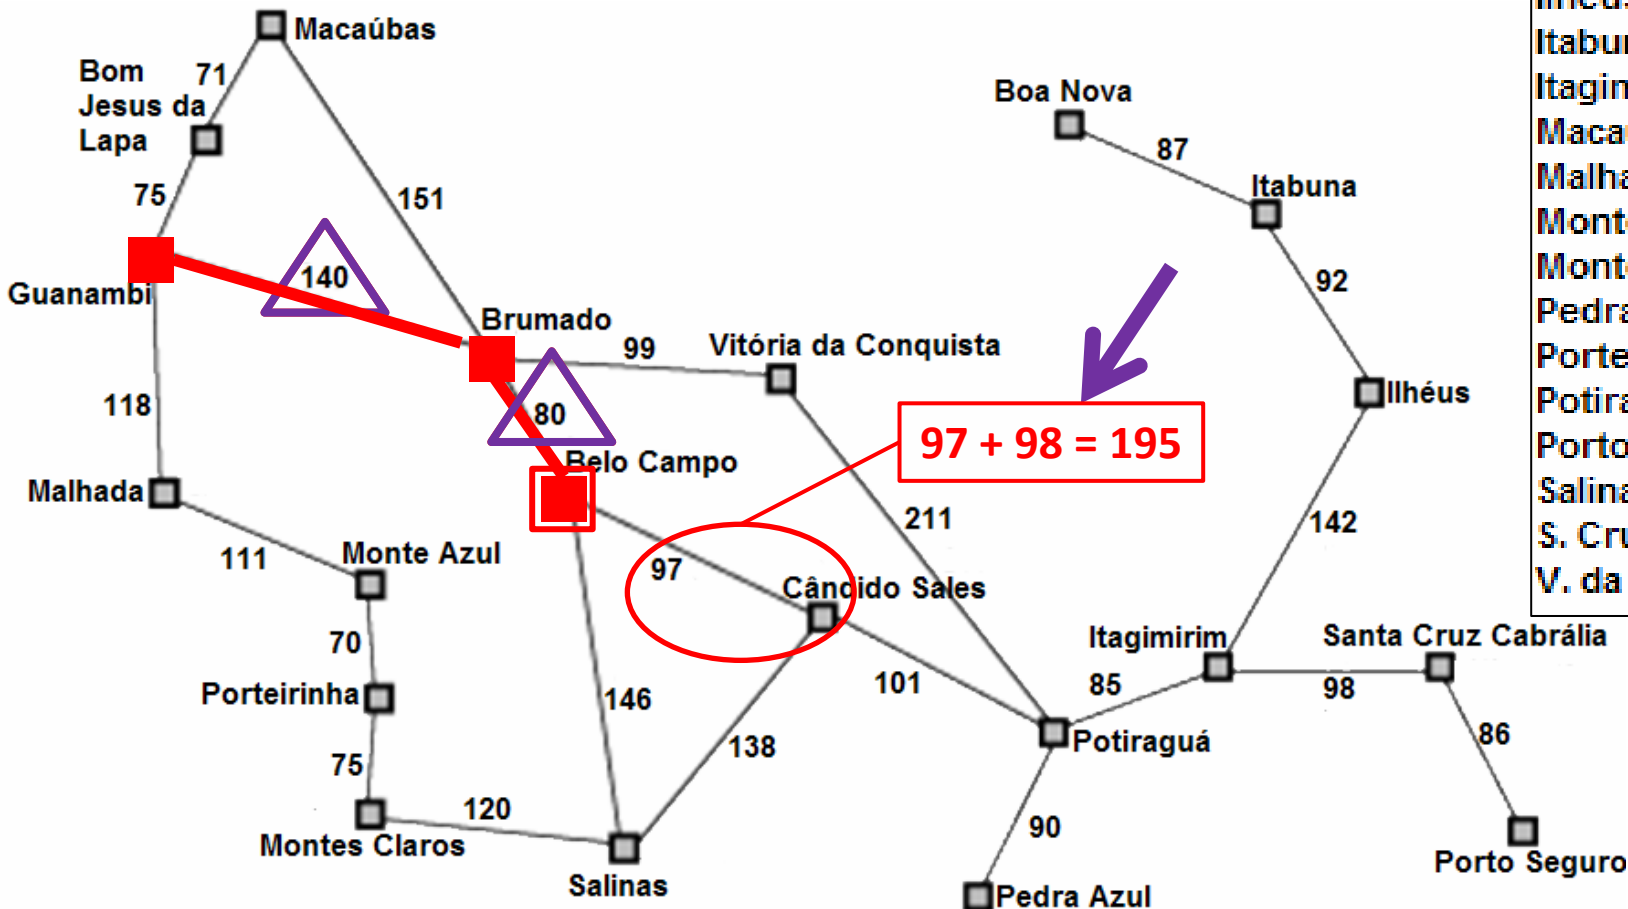 Macaúbas
Bom
Jesus da
Lapa
71
75
151
Guanambi
140
Brumado
99
Vitória da Conquista
80
Belo Campo
118
Malhada
111
Monte Azul
70
Porteirinha
75
Montes Claros
120
Salinas
146
138
97
Cândido Sales
101
211
97 + 98 = 195
Boa Nova
87
Itabuna
92
Ilhéus
142
Itagimirim
85
Potiraguá
90
Pedra Azul
98
Santa Cruz Cabrália
86
Porto Seguro
Itabu
Itagi
Maca
Malha
Mont
Mont
Pedra
Porte
Potira
Porto
Salina
S. Cru
V. da